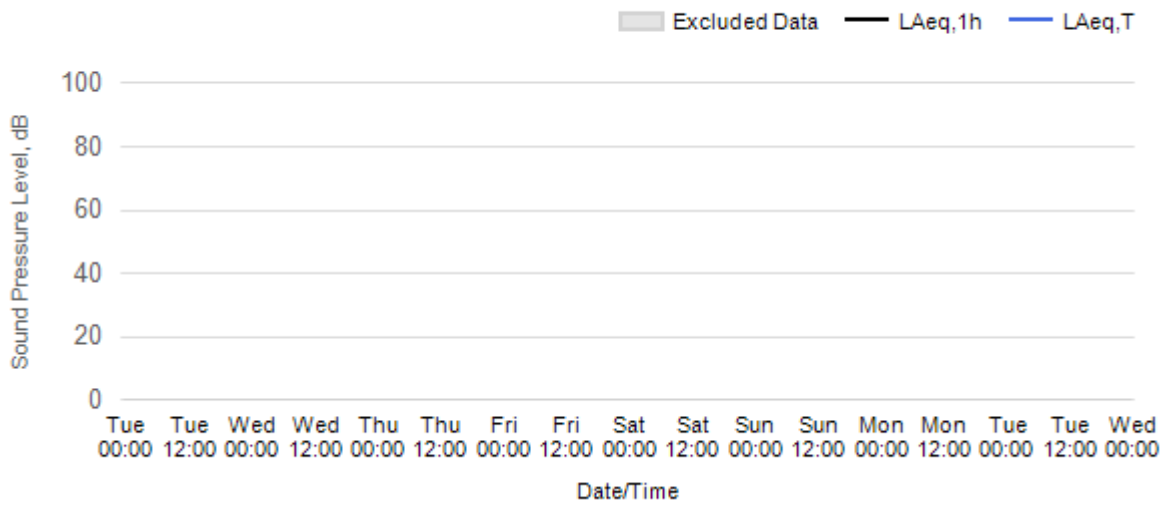 Excluded Data LAeq,1h LAeq,T
Sound Pressure Level, dB
100
80
60
40
20
0
Tue Tue Wed Wed Thu Thu Fri Fri Sat Sat Sun Sun Mon Mon Tue Tue Wed
00:00 12:00 00:00 12:00 00:00 12:00 00:00 12:00 00:00 12:00 00:00 12:00 00:00 12:00 00:00 12:00 00:00
Date/Time